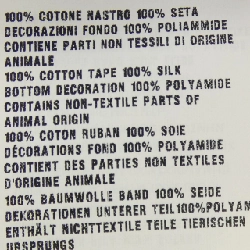 100% COTONE NASTRO 100% SETA
DECORAZIONI FONDO 100% POLIAMMIDE
CONTIENE PARTI NON TESSILI DI ORIGINE
ANIMALE
100% COTTON TAPE 100% SILK
BOTTOM DECORATION 100% POLYAMIDE
CONTAINS NON-TEXTILE PARTS OF
ANIMAL ORIGIN
100% COTON RUBAN 100% SOIE
DÉCORATIONS FOND 100% POLYAMIDE
CONTIENT DES PARTIES NON TEXTILES
D'ORIGINE ANIMALE
100% BAUMWOLLE BAND 100% SEIDE
DEKORATIONEN UNTERER TEIL 100% POLYAM
ENTHÄLT NICHTTEXTILE TEILE TIERISCHEN
URSPRUNGS